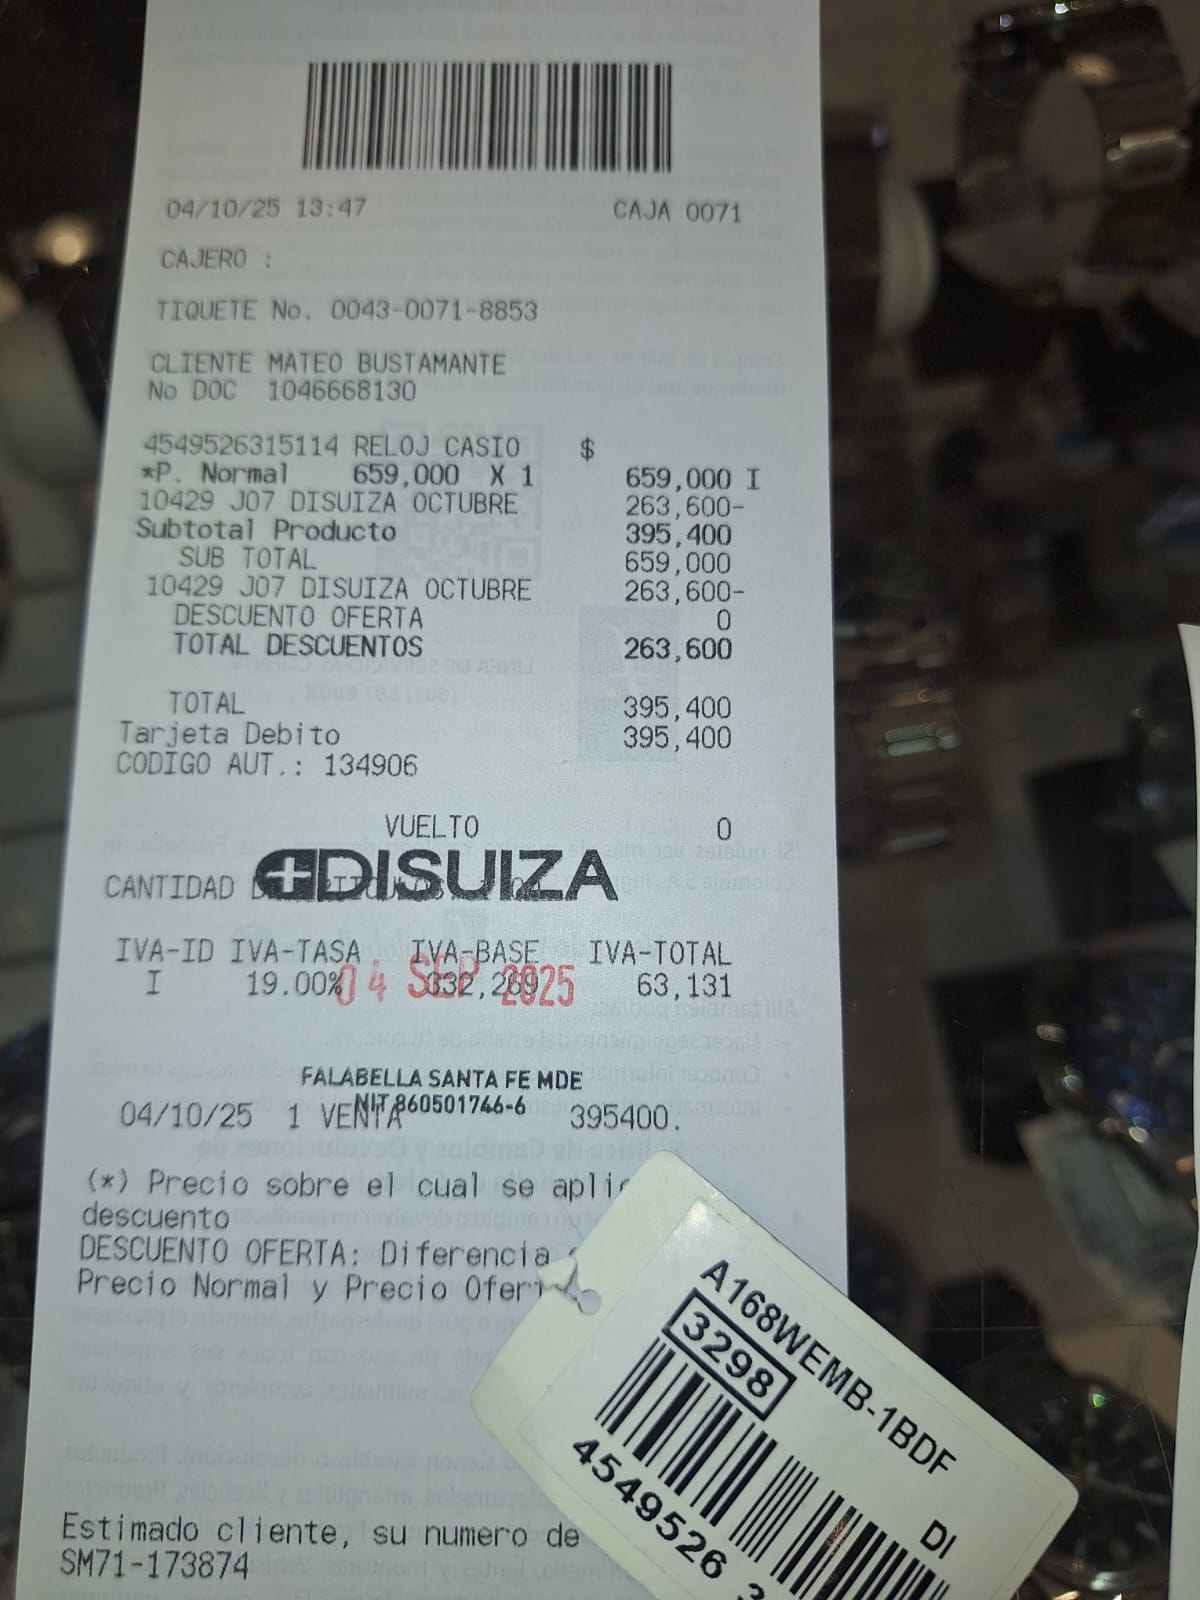 04/10/25 13:47 CAJA 0071
CAJERO :
TIQUETE No. 0043-0071-8853
CLIENTE MATEO BUSTAMANTE
No DOC 1046668130
4549526315114 RELOJ CASIO $
*P. Normal 659,000 X 1 659,000 I
10429 J07 DISUIZA OCTUBRE 263,600-
Subtotal Producto 395,400
SUB TOTAL 659,000
10429 J07 DISUIZA OCTUBRE 263,600-
DESCUENTO OFERTA 0
TOTAL DESCUENTOS 263,600
TOTAL 395,400
Tarjeta Debito 395,400
CODIGO AUT.: 134906
VUELTO 0
DISUIZA
CANTIDAD
IVA-ID IVA-TASA IVA-BASE IVA-TOTAL
I 19.00% 332,269 63,131
04 SEP 2025
FALABELLA SANTA FE MDE
NIT 860501746-6
04/10/25 1 VENTA 395400.
(*) Precio sobre el cual se
descuento
DESCUENTO OFERTA: Diferencia
Precio Normal y Precio
Estimado cliente, su numero de
SM71-173874
A168WEMB-1BDF
3298
DI
4549526